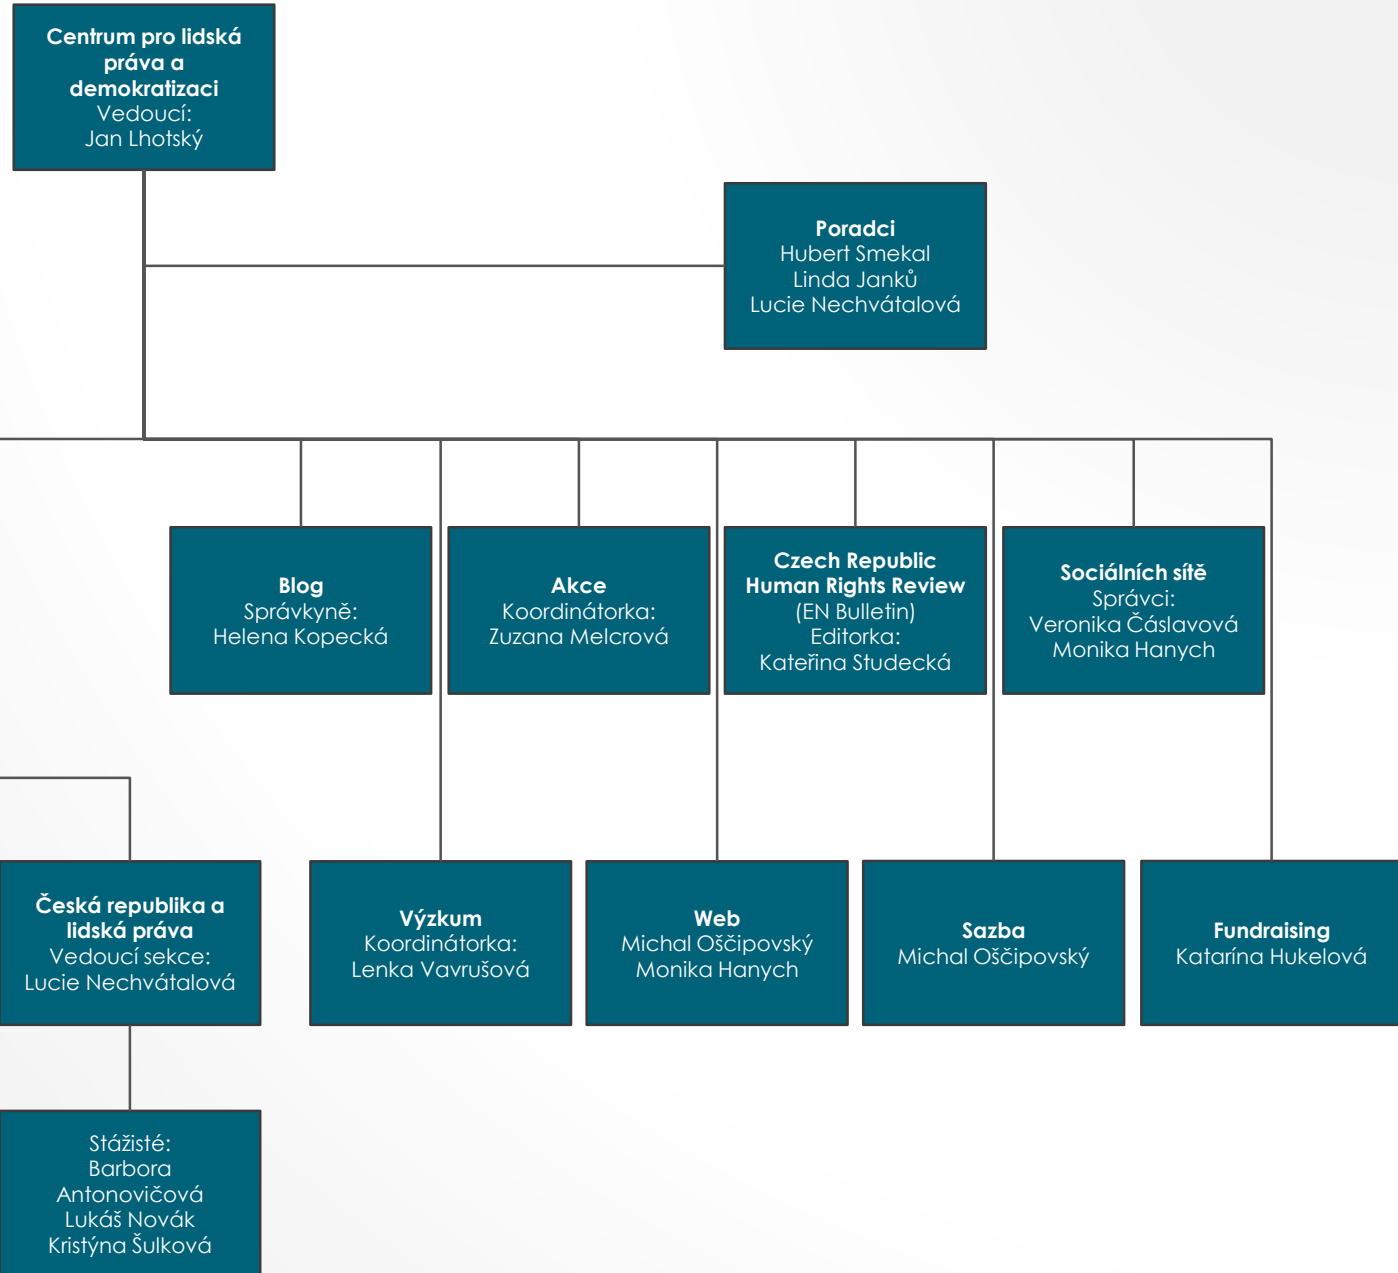 Centrum pro lidská
práva a
demokratizaci
Vedoucí:
Jan Lhotský
Poradci
Hubert Smekal
Linda Janků
Lucie Nechvátalová
Blog
Správkyně:
Helena Kopecká
Akce
Koordinátorka:
Zuzana Melcrová
Czech Republic
Human Rights Review
(EN Bulletin)
Editorka:
Kateřina Studecká
Sociálních sítě
Správci:
Veronika Čáslavová
Monika Hanych
Česká republika a
lidská práva
Vedoucí sekce:
Lucie Nechvátalová
Výzkum
Koordinátorka:
Lenka Vavrušová
Web
Michal Oščipovský
Monika Hanych
Sazba
Michal Oščipovský
Fundraising
Katarína Hukelová
Stážisté:
Barbora
Antonovičová
Lukáš Novák
Kristýna Šulková